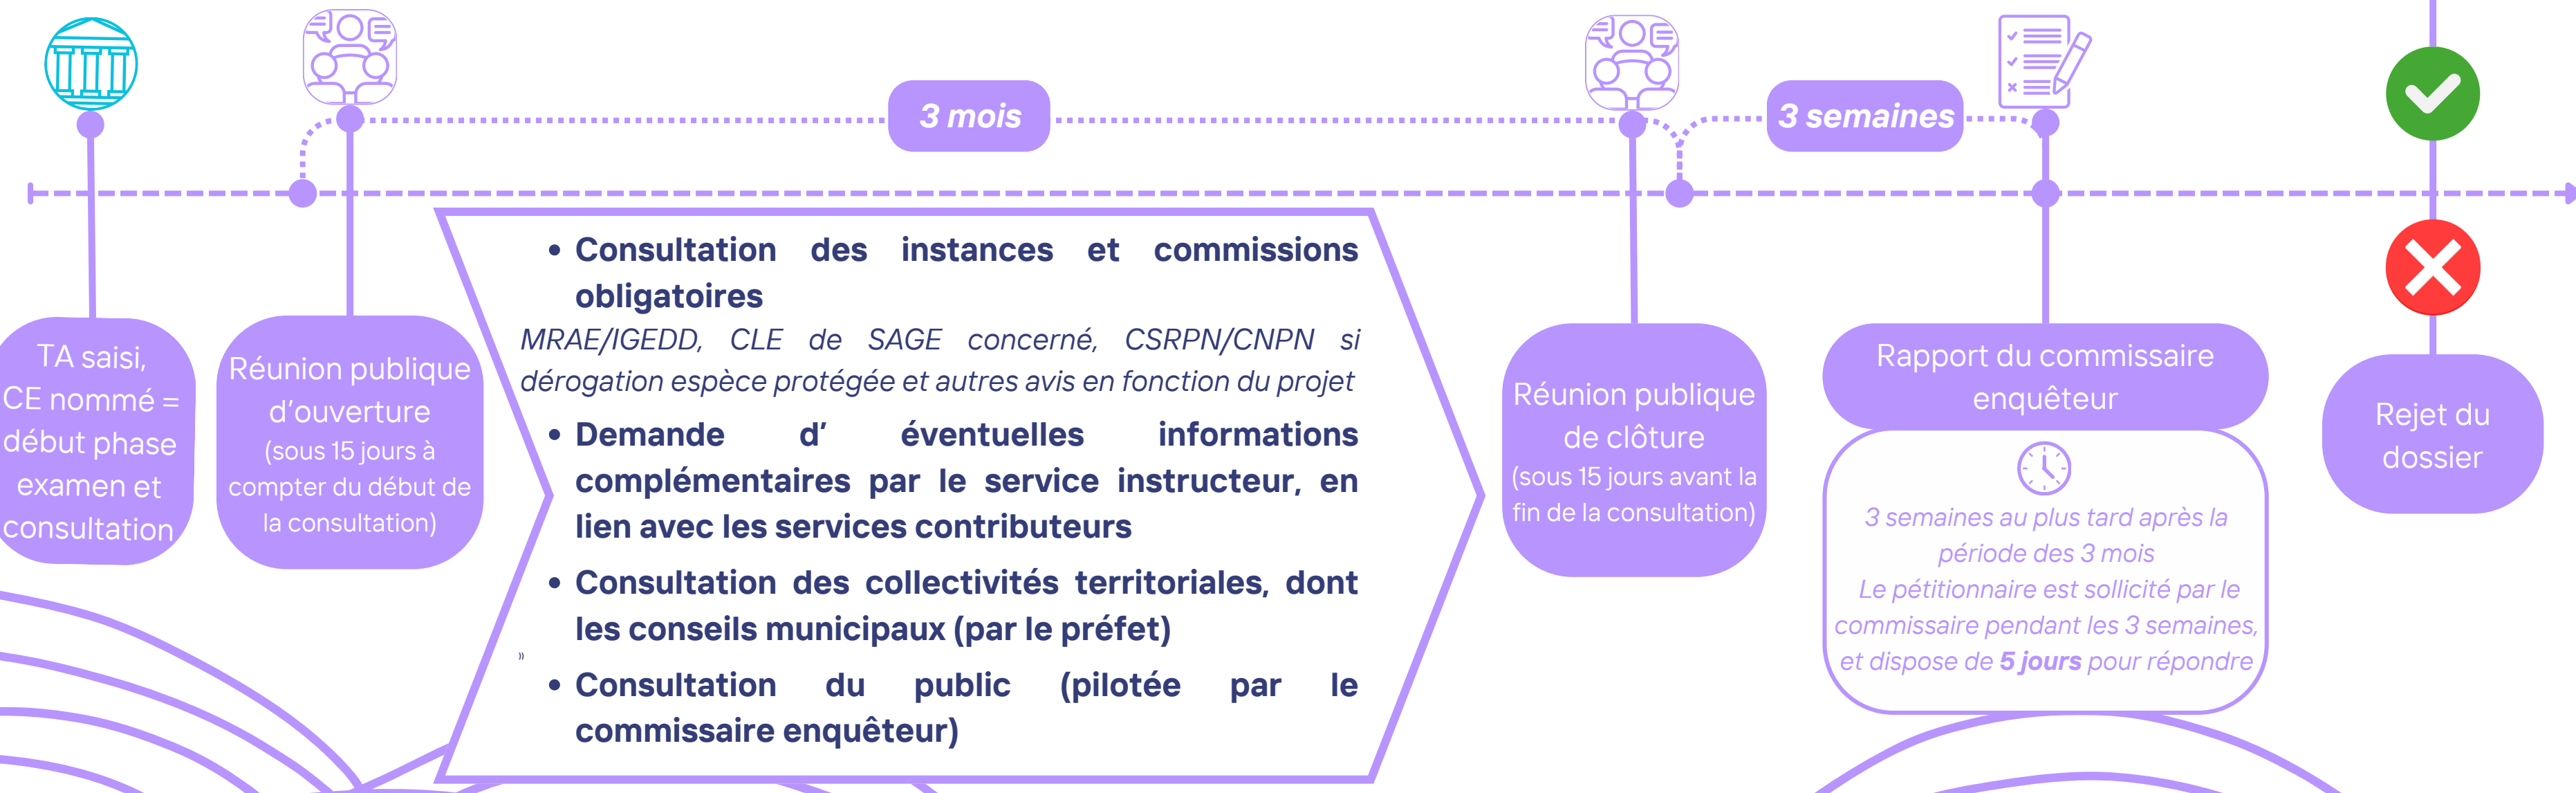 3 mois
3 semaines
TA saisi,
CE nommé =
début phase
examen et
consultation
Réunion publique
d'ouverture
(sous 15 jours à
compter du début de
la consultation)
• Consultation des instances et commissions
obligatoires
MRAE/IGEDD, CLE de SAGE concerné, CSRPN/CNPN si
dérogation espèce protégée et autres avis en fonction du projet
• Demande d' éventuelles informations
complémentaires par le service instructeur, en
lien avec les services contributeurs
• Consultation des collectivités territoriales, dont
les conseils municipaux (par le préfet)
»
• Consultation du public (pilotée par le
commissaire enquêteur)
Réunion publique
de clôture
(sous 15 jours avant la
fin de la consultation)
Rapport du commissaire
enquêteur
3 semaines au plus tard après la
période des 3 mois
Le pétitionnaire est sollicité par le
commissaire pendant les 3 semaines,
et dispose de 5 jours pour répondre
Rejet du
dossier